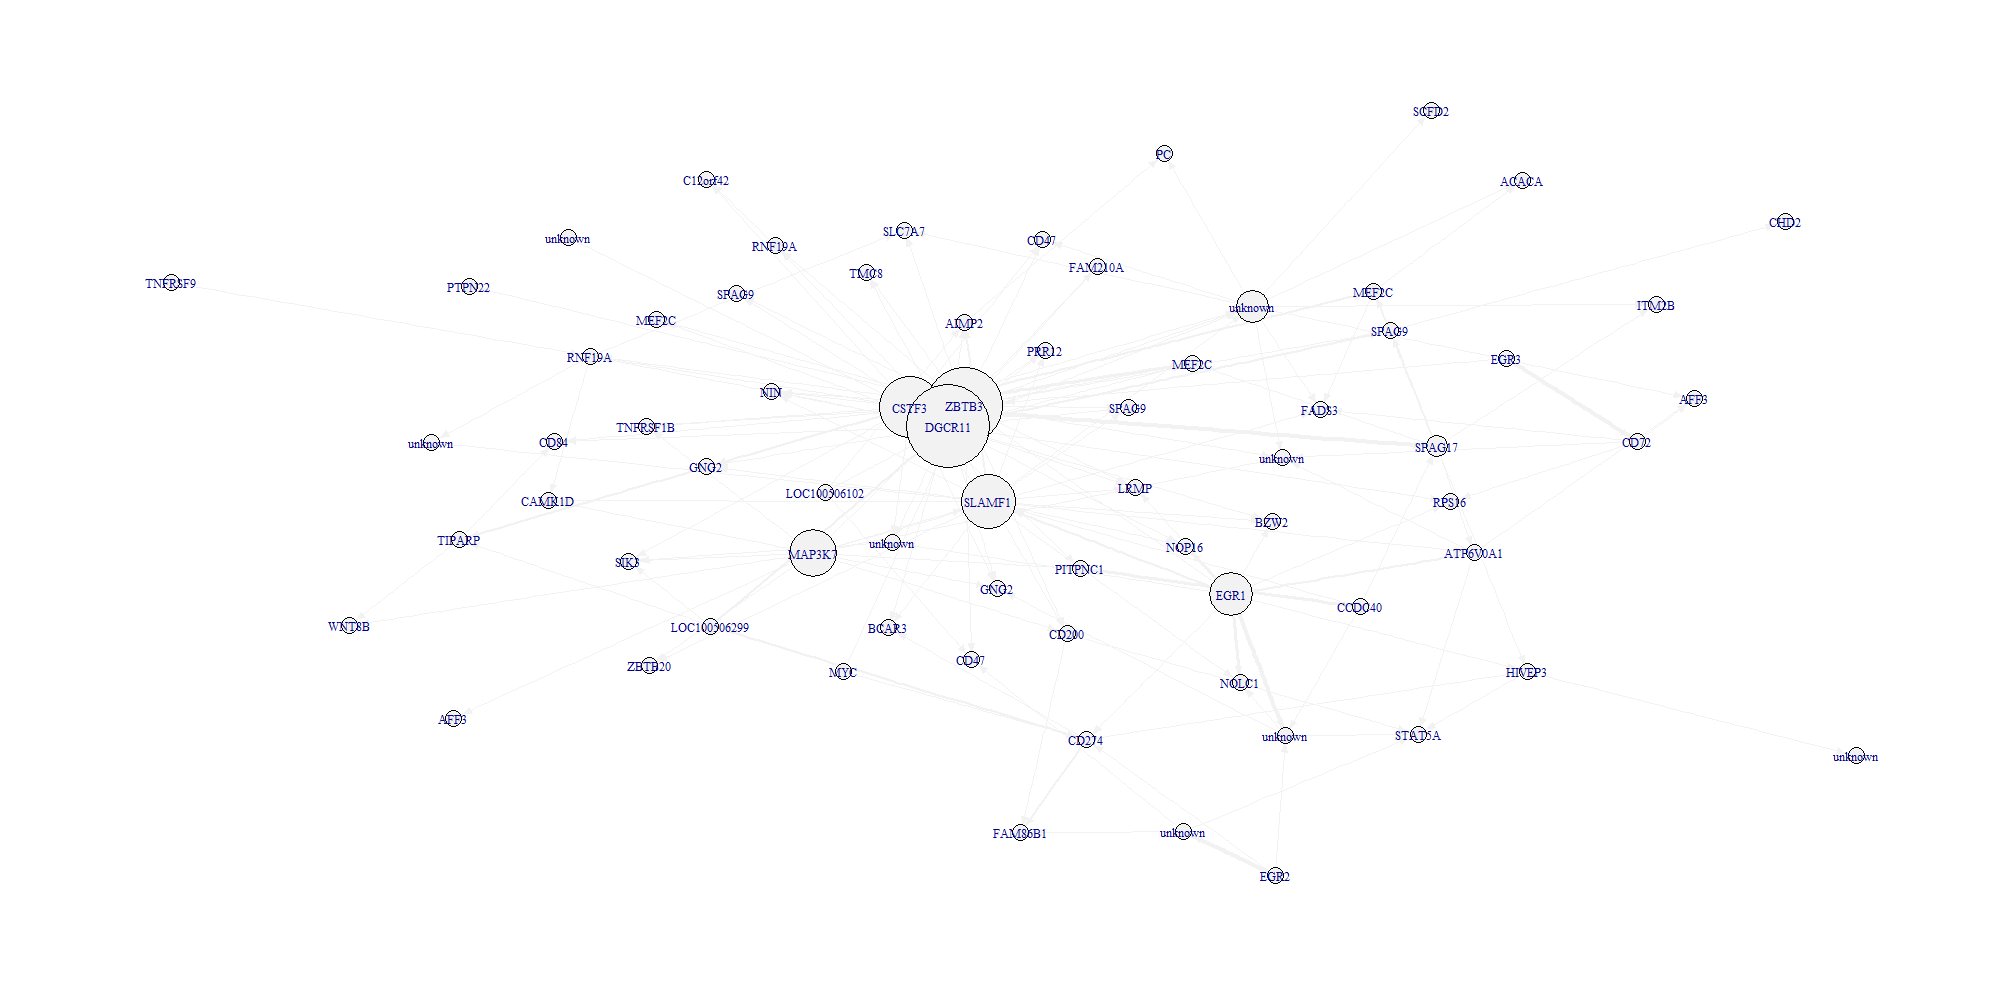 SCFD2
PC
C12orf42
ACACA
CHD2
SLC7A7
unknown
CD47
RNF19A
FAM210A
TMC8
TNFRSF9
PTPN22
SPAG9
MEF2C
unknown
ITM2B
MEF2C
AIMP2
SPAG9
PRR12
RNF19A
EGR3
MEF2C
NIN
AFF3
CSTF3
ZBTB3
SPAG9
FADS3
TNFRSF1B
DGCR11
unknown
CD84
CD72
SPAG17
unknown
GNG2
LRMP
LOC100506102
CAMK1D
SLAMF1
RPS16
BZW2
TIPARP
unknown
NOP16
MAP3K7
ATP6V0A1
SIK3
PITPNC1
GNG2
EGR1
CCDC40
WNT8B
LOC100506299
BCAR3
CD200
CD47
ZBTB20
MYC
HIVEP3
NOLC1
AFF3
CD274
unknown
STAT5A
unknown
FAM86B1
unknown
EGR2